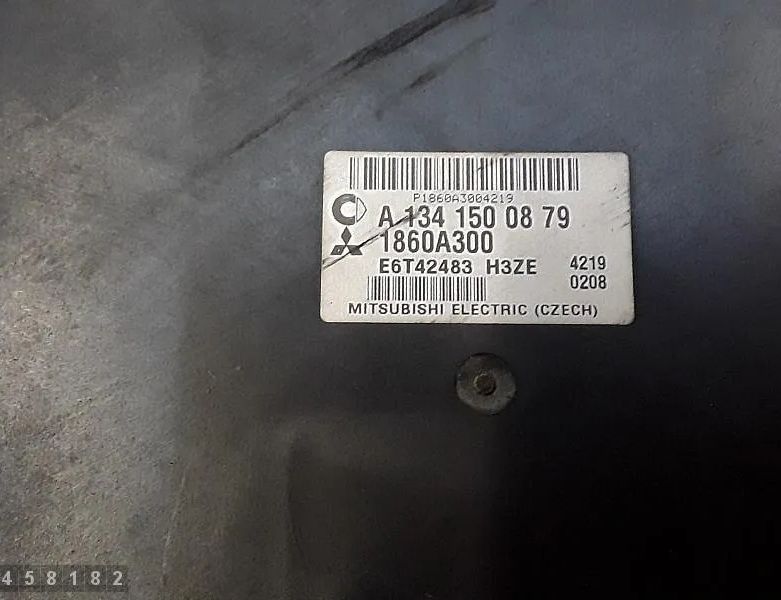 P1860A3004219
A 134 150 08 79
1860A300
E6T42483 H3ZE 4219
0208
MITSUBISHI ELECTRIC (CZECH)
458182